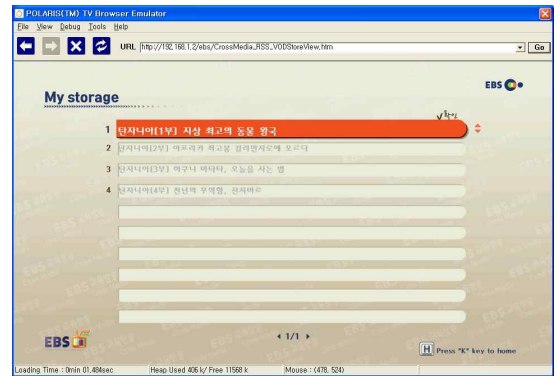 POLARIS(TM) TV Browser Emulator
File View Debug Tools Help
URL http://192.168.1.2/ebs/CrossMedia_RSS_VODStoreView.htm Go
EBS
My storage
1 탄자니아[1부] 지상 최고의 동물 왕국
2 탄자니아[2부] 아프리카 최고봉 킬리만자로에 오르다
3 탄자니아[3부] 하쿠나 마타타, 오늘을 사는 법
4 탄자니아[4부] 천년의 무역항, 잔지바르
1/1
EBS
H Press "K" key to home
Loading Time : 0min 01.484sec Heap Used 406 k/ Free 11568 k Mouse : (478, 524)